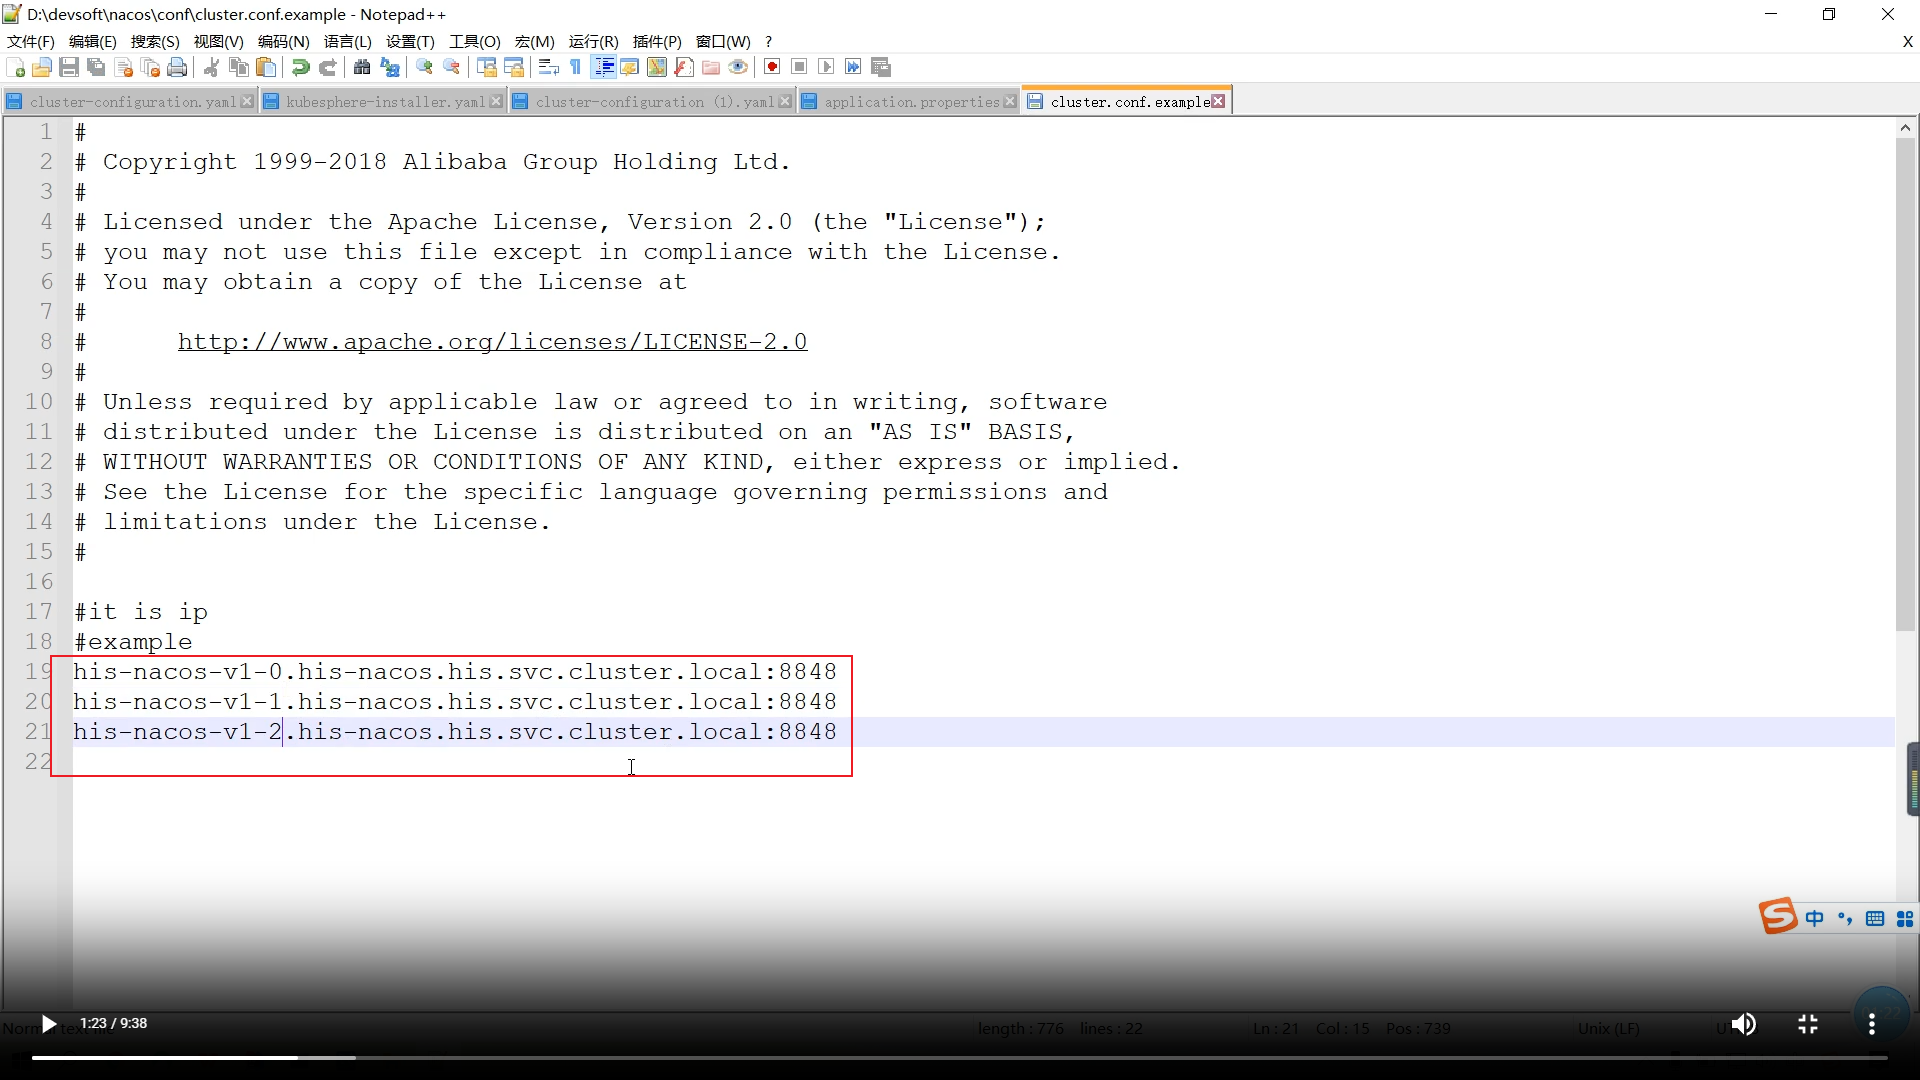 D:\devsoft\nacos\conf\cluster.conf.example - Notepad++
文件(F) 编辑(E) 搜索(S) 视图(V) 编码(N) 语言(L) 设置(T) 工具(O) 宏(M) 运行(R) 插件(P) 窗口(W) ? X
cluster-configuration.yaml kubesphere-installer.yaml cluster-configuration (1).yaml application.properties cluster.conf.example
1 #
2 # Copyright 1999-2018 Alibaba Group Holding Ltd.
3 #
4 # Licensed under the Apache License, Version 2.0 (the "License");
5 # you may not use this file except in compliance with the License.
6 # You may obtain a copy of the License at
7 #
8 # http://www.apache.org/licenses/LICENSE-2.0
9 #
10 # Unless required by applicable law or agreed to in writing, software
11 # distributed under the License is distributed on an "AS IS" BASIS,
12 # WITHOUT WARRANTIES OR CONDITIONS OF ANY KIND, either express or implied.
13 # See the License for the specific language governing permissions and
14 # limitations under the License.
15 #
16
17 #it is ip
18 #example
19 his-nacos-v1-0.his-nacos.his.svc.cluster.local:8848
20 his-nacos-v1-1.his-nacos.his.svc.cluster.local:8848
21 his-nacos-v1-2.his-nacos.his.svc.cluster.local:8848
22
中
1:23 / 9:38
length : 776 lines : 22 Ln : 21 Col : 15 Pos : 739 Unix (LF)